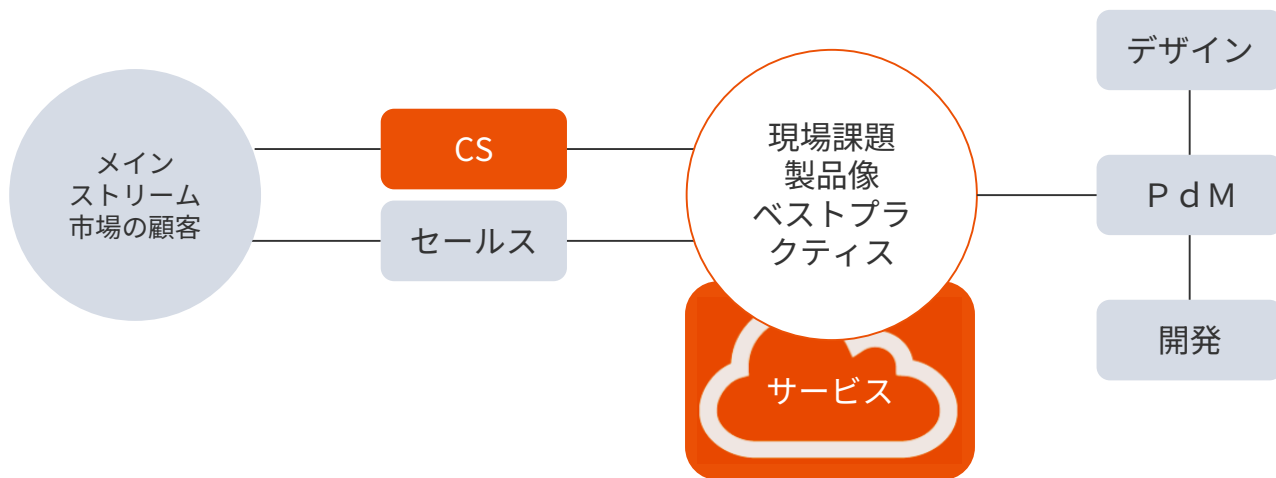 メイン
ストリーム
市場の顧客
CS
セールス
現場課題
製品像
ベストプラ
クティス
サービス
デザイン
ＰｄＭ
開発